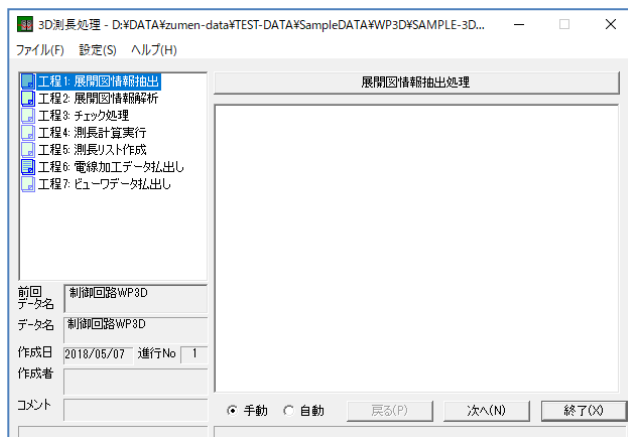 3D測長処理 - D:¥DATA¥zumen-data¥TEST-DATA¥SampleDATA¥WP3D¥SAMPLE-3D...
ファイル(F) 設定(S) ヘルプ(H)
工程1: 展開図情報抽出
工程2: 展開図情報解析
工程3: チェック処理
工程4: 測長計算実行
工程5: 測長リスト作成
工程6: 電線加工データ払出し
工程7: ビューワデータ払出し
展開図情報抽出処理
前回
データ名
制御回路WP3D
データ名 制御回路WP3D
作成日 2018/05/07 進行No 1
作成者
コメント
手動 自動 戻る(P) 次へ(N) 終了(X)